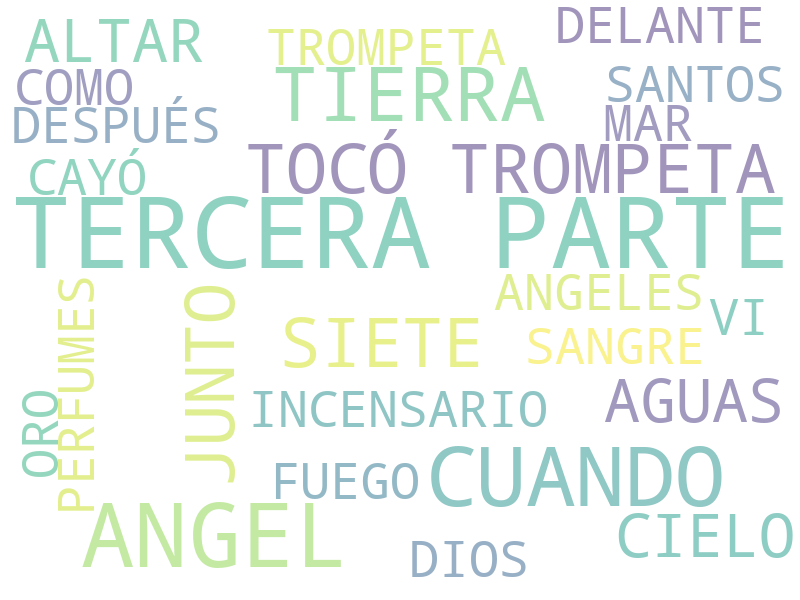 DELANTE
ALTAR
TROMPETA
COMO
TIERRA
SANTOS
DESPUÉS
MAR
CAYÓ
TOCÓ TROMPETA
TERCERA PARTE
ANGELES
VI
PERFUMES
JUNTO
SIETE
SANGRE
ORO
INCENSARIO
AGUAS
FUEGO
CUANDO
ANGEL
CIELO
DIOS